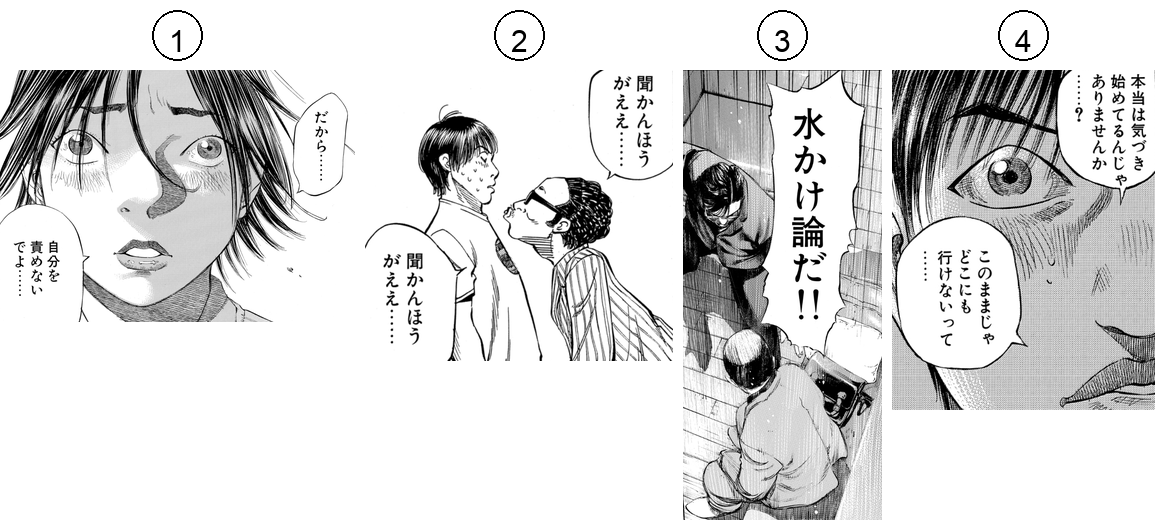 1
だから……
自分を
責めない
でよ……
2
聞かんほう
がええ……
聞かんほう
がええ……
3
水かけ論だ!!
4
本当は気づき
始めてるんじゃ
ありませんか
……?
このままじゃ
どこにも
行けないって
……